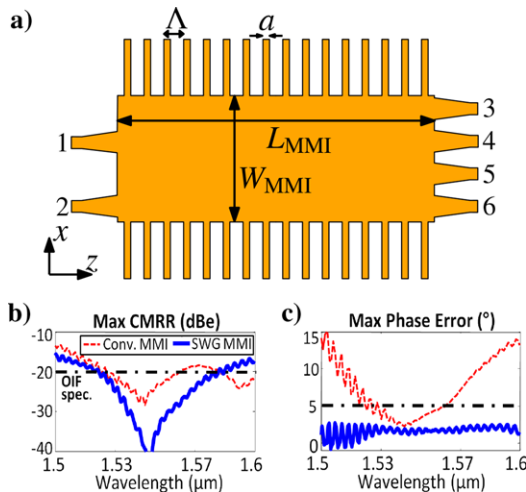 a)
Λ
a
1
2
3
4
5
6
L MMI
W MMI
x
z
b)
Max CMRR (dBe)
-10
-20
-30
-40
Conv. MMI
SWG MMI
OIF
spec.
1.5
1.53
1.57
1.6
Wavelength (μm)
c)
Max Phase Error (°)
15
10
5
0
1.5
1.53
1.57
1.6
Wavelength (μm)